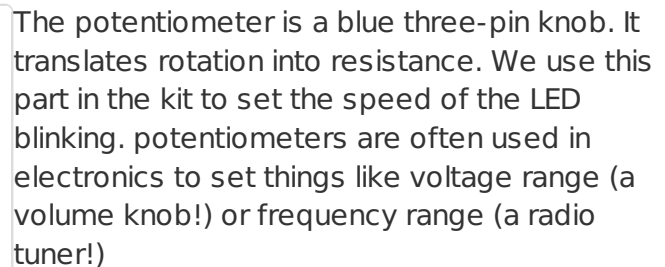 The potentiometer is a blue three-pin knob. It
translates rotation into resistance. We use this
part in the kit to set the speed of the LED
blinking. potentiometers are often used in
electronics to set things like voltage range (a
volume knob!) or frequency range (a radio
tuner!)